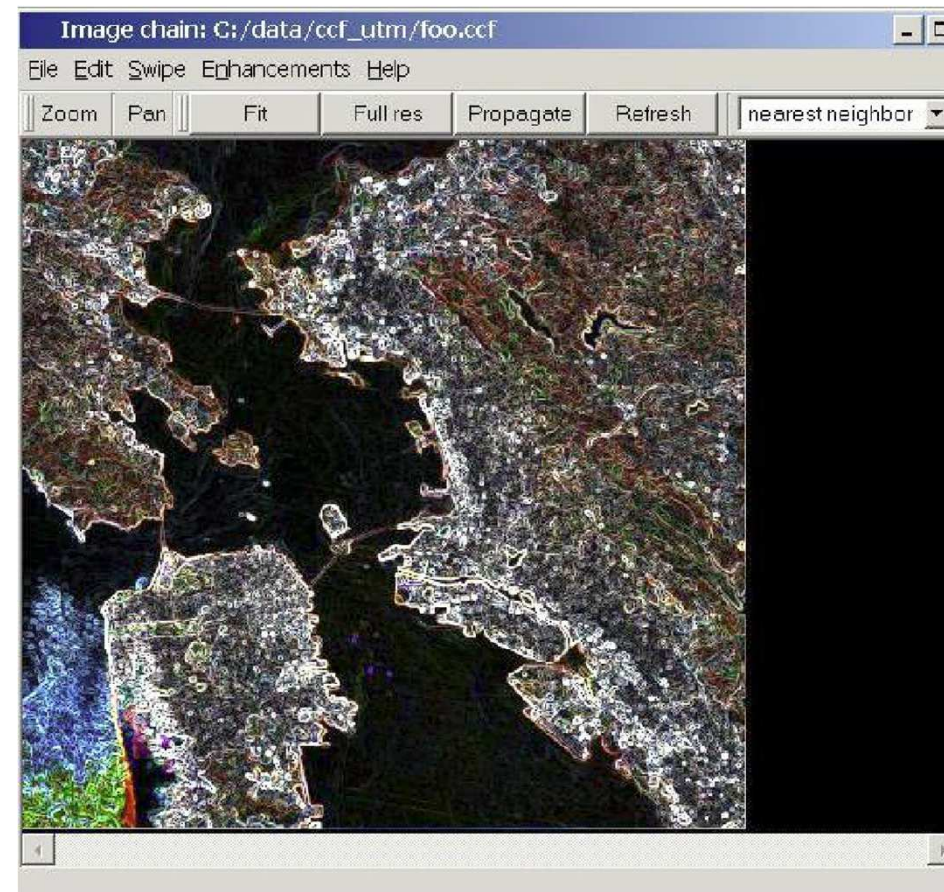 Image chain: C:/data/ccf_utm/foo.ccf
File Edit Swipe Enhancements Help
Zoom Pan Fit Full res Propagate Refresh nearest neighbor